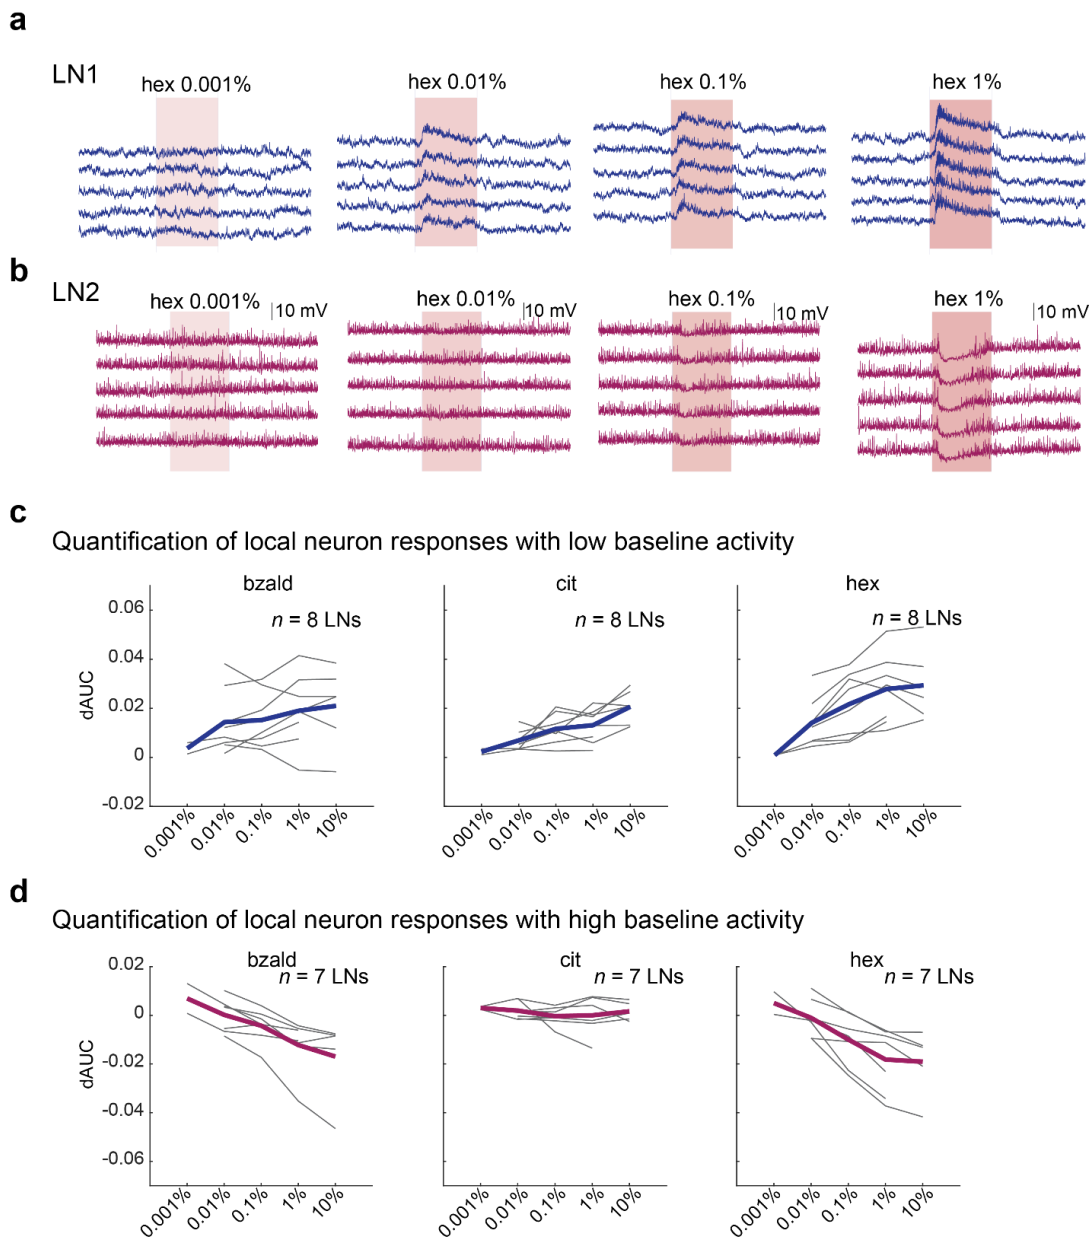 a
LN1
hex 0.001%
hex 0.01%
hex 0.1%
hex 1%
b
LN2
hex 0.001%
10 mV
hex 0.01%
10 mV
hex 0.1%
10 mV
hex 1%
10 mV
c
Quantification of local neuron responses with low baseline activity
bzald
cit
hex
n = 8 LNs
n = 8 LNs
n = 8 LNs
dAUC
0.06
0.04
0.02
0
-0.02
0.001%
0.01%
0.1%
1%
10%
0.001%
0.01%
0.1%
1%
10%
0.001%
0.01%
0.1%
1%
10%
d
Quantification of local neuron responses with high baseline activity
bzald
cit
hex
n = 7 LNs
n = 7 LNs
n = 7 LNs
dAUC
0.02
0
-0.02
-0.04
-0.06
0.001%
0.01%
0.1%
1%
10%
0.001%
0.01%
0.1%
1%
10%
0.001%
0.01%
0.1%
1%
10%